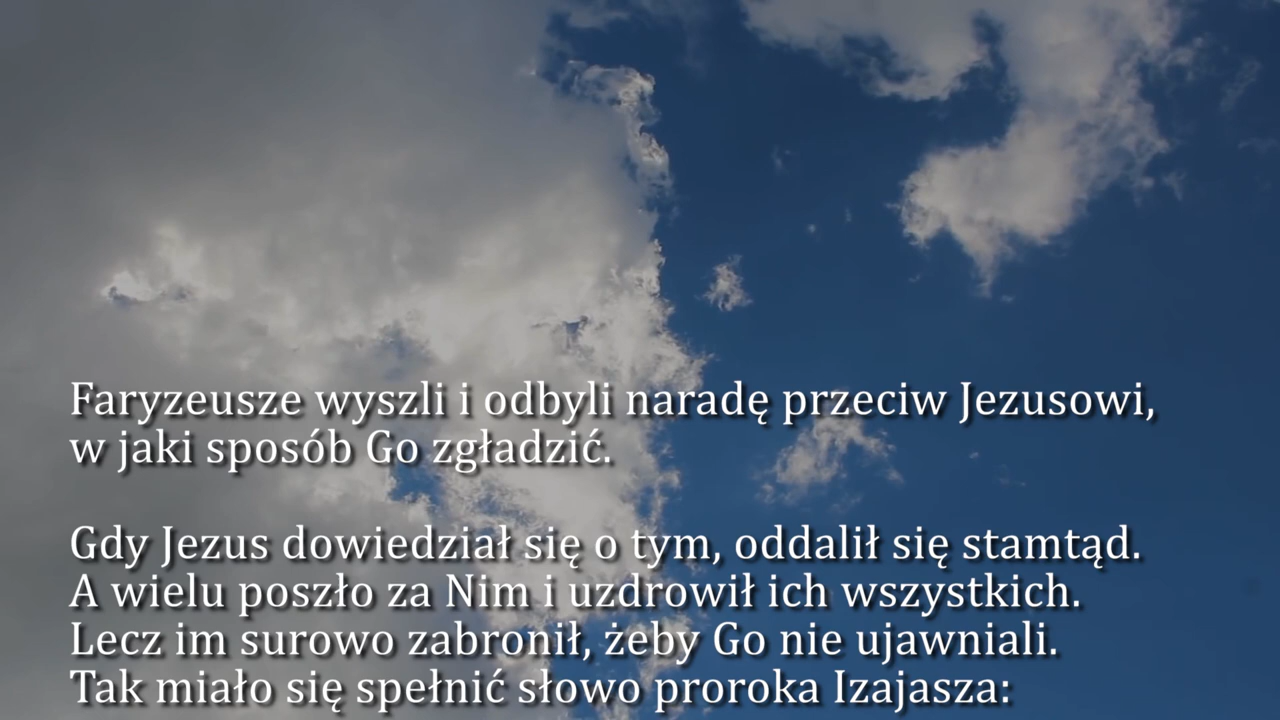 Faryzeusze wyszli i odbyli naradę przeciw Jezusowi,
w jaki sposób Go zgładzić.
Gdy Jezus dowiedział się o tym, oddalił się stamtąd.
A wielu poszło za Nim i uzdrowił ich wszystkich.
Lecz im surowo zabronił, żeby Go nie ujawniali.
Tak miało się spełnić słowo proroka Izajasza: